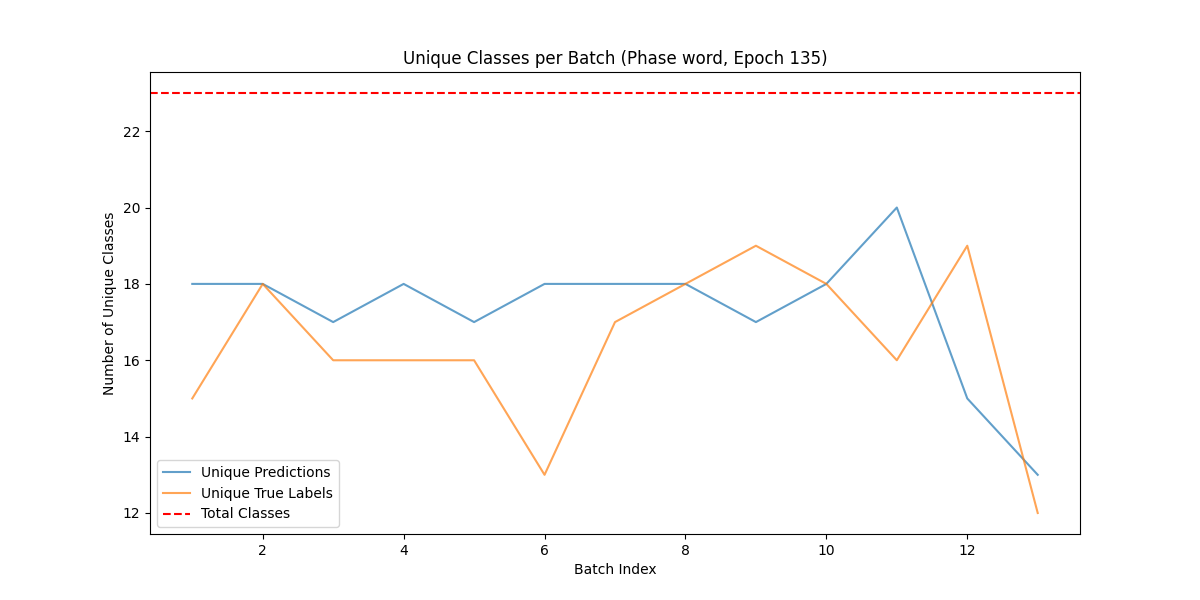 Unique Classes per Batch (Phase word, Epoch 135)
Number of Unique Classes
22
20
18
16
14
12
Unique Predictions
Unique True Labels
Total Classes
2
4
6
8
10
12
Batch Index